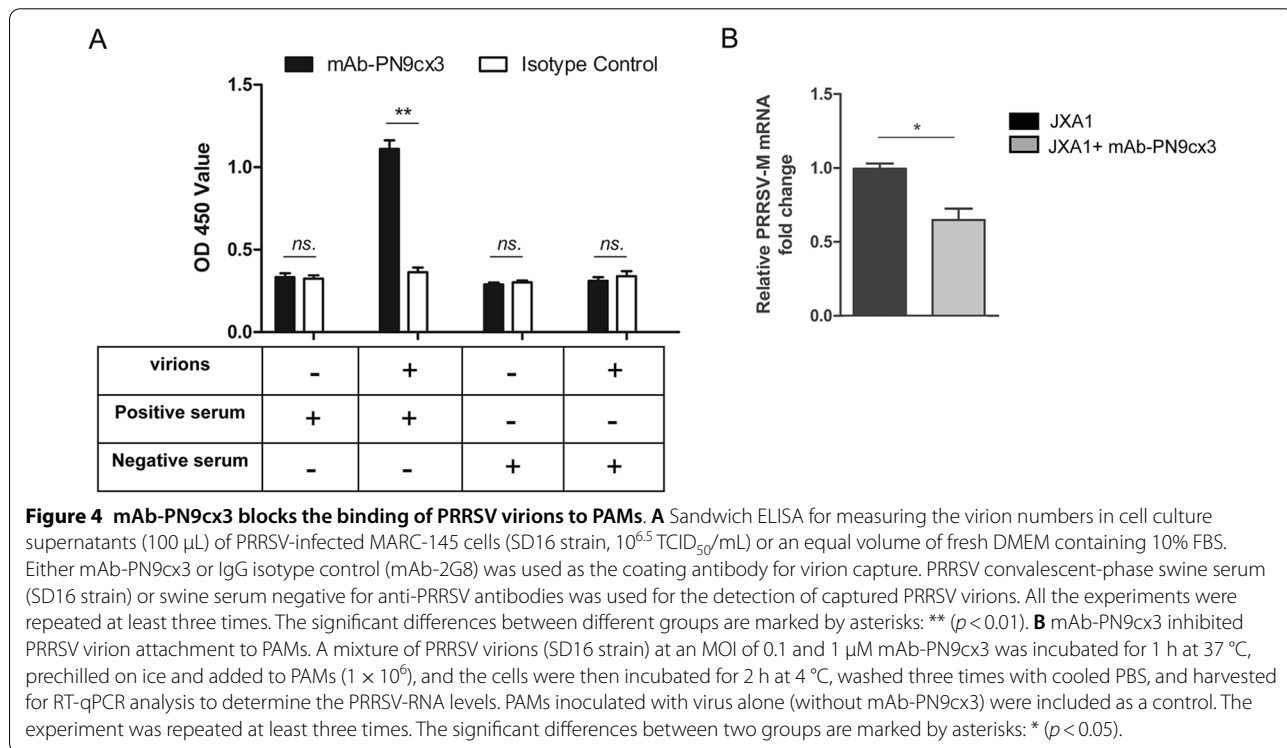 A
mAb-PN9cx3 Isotype Control
OD 450 Value
1.5
1.0
0.5
0.0
ns. ** ns. ns.
virions - + - +
Positive serum + + - -
Negative serum - - + +
B
Relative PRRSV-M mRNA
fold change
1.5
1.0
0.5
0.0
*
JXA1
JXA1+ mAb-PN9cx3
Figure 4 mAb-PN9cx3 blocks the binding of PRRSV virions to PAMs. A Sandwich ELISA for measuring the virion numbers in cell culture
supernatants (100 µL) of PRRSV-infected MARC-145 cells (SD16 strain, 10^6.5 TCID50/mL) or an equal volume of fresh DMEM containing 10% FBS.
Either mAb-PN9cx3 or IgG isotype control (mAb-2G8) was used as the coating antibody for virion capture. PRRSV convalescent-phase swine serum
(SD16 strain) or swine serum negative for anti-PRRSV antibodies was used for the detection of captured PRRSV virions. All the experiments were
repeated at least three times. The significant differences between different groups are marked by asterisks: ** (p < 0.01). B mAb-PN9cx3 inhibited
PRRSV virion attachment to PAMs. A mixture of PRRSV virions (SD16 strain) at an MOI of 0.1 and 1 µM mAb-PN9cx3 was incubated for 1 h at 37 °C,
prechilled on ice and added to PAMs (1 × 10^6), and the cells were then incubated for 2 h at 4 °C, washed three times with cooled PBS, and harvested
for RT-qPCR analysis to determine the PRRSV-RNA levels. PAMs inoculated with virus alone (without mAb-PN9cx3) were included as a control. The
experiment was repeated at least three times. The significant differences between two groups are marked by asterisks: * (p < 0.05).